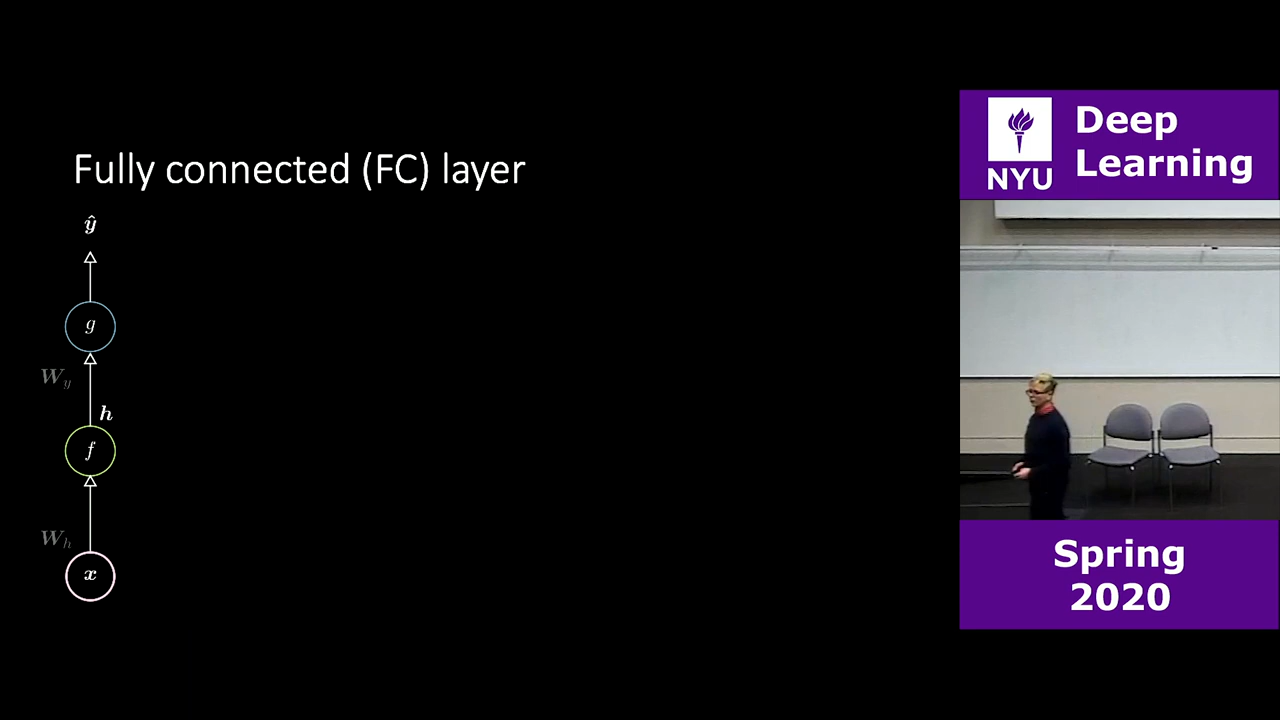 Fully connected (FC) layer
ŷ
g
W_y
h
f
W_h
x
NYU
Deep
Learning
Spring
2020